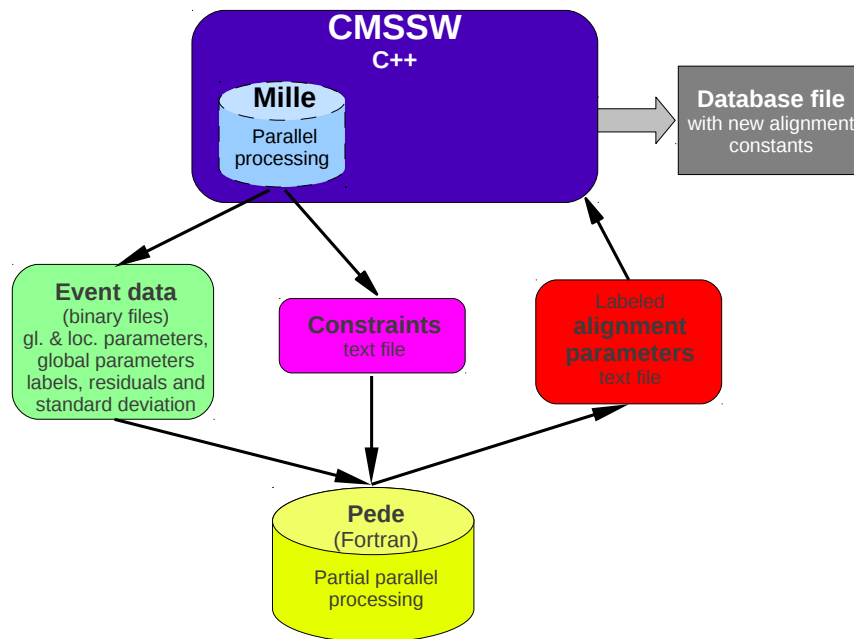 CMSSW
C++
Mille
Parallel
processing
Database file
with new alignment
constants
Event data
(binary files)
gl. & loc. parameters,
global parameters
labels, residuals and
standard deviation
Constraints
text file
Labeled
alignment
parameters
text file
Pede
(Fortran)
Partial parallel
processing